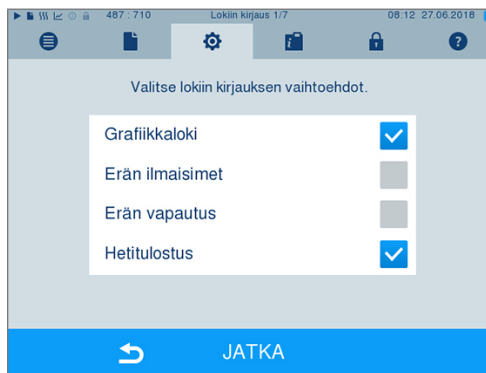 487 : 710 Lokiin kirjaus 1/7 08:12 27.06.2018
Valitse lokiin kirjauksen vaihtoehdot.
Grafiikkaloki
Erän ilmaisimet
Erän vapautus
Hetitulostus
JATKA